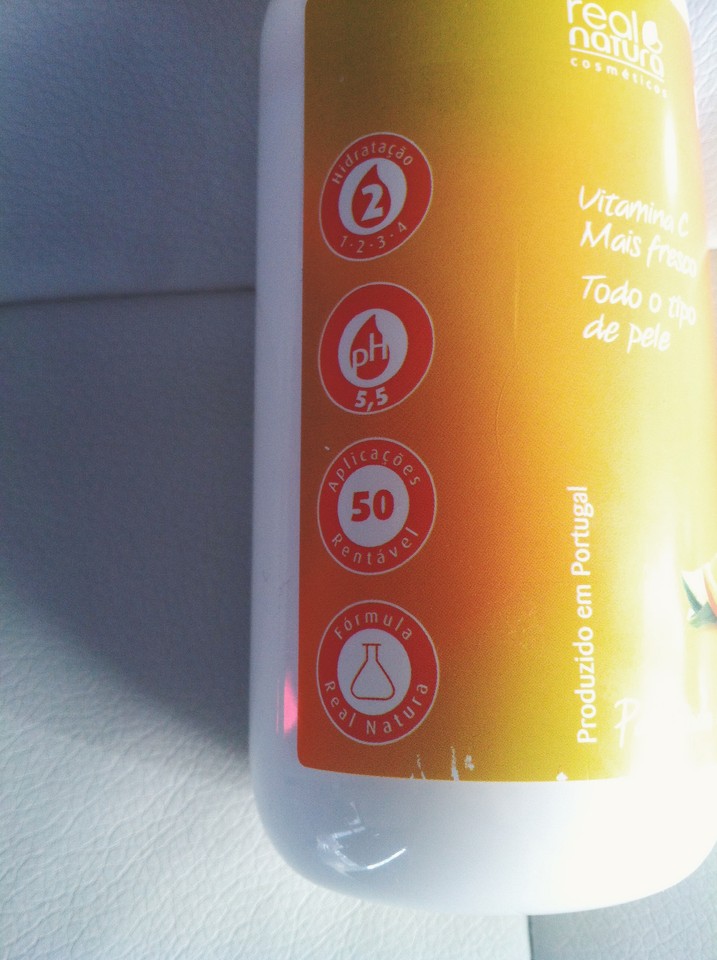 real
natura
cosméticos
Hidratação
2
1·2·3·4
pH
5,5
Aplicações
50
Rentável
Fórmula
Real Natura
Vitamina C
Mais fresco
Todo o tipo
de pele
Produzido em Portugal